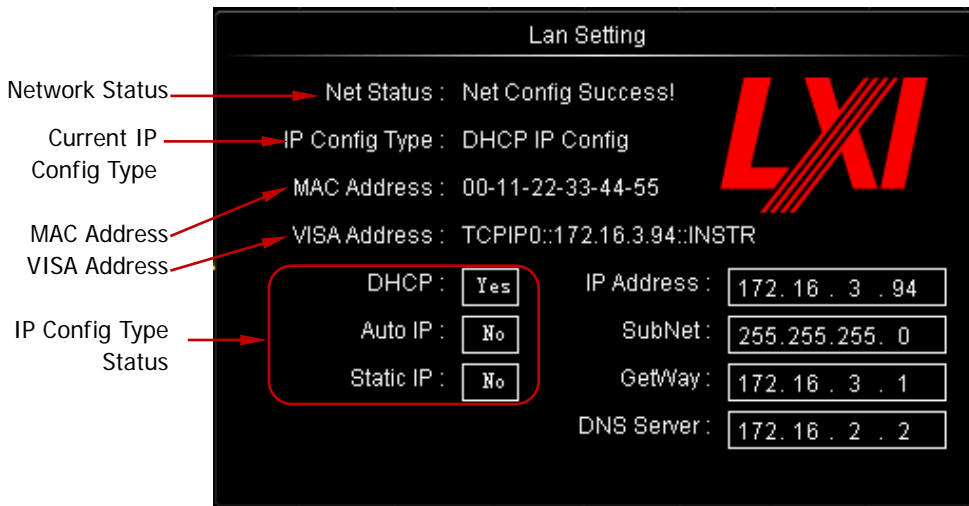 Lan Setting
Network Status
Net Status : Net Config Success!
Current IP
Config Type
IP Config Type : DHCP IP Config
MAC Address
MAC Address : 00-11-22-33-44-55
VISA Address
VISA Address : TCPIP0::172.16.3.94::INSTR
LXI
IP Config Type
Status
DHCP : Yes
Auto IP : No
Static IP : No
IP Address : 172. 16 . 3 . 94
SubNet : 255.255.255. 0
GetWay : 172. 16 . 3 . 1
DNS Server : 172. 16 . 2 . 2